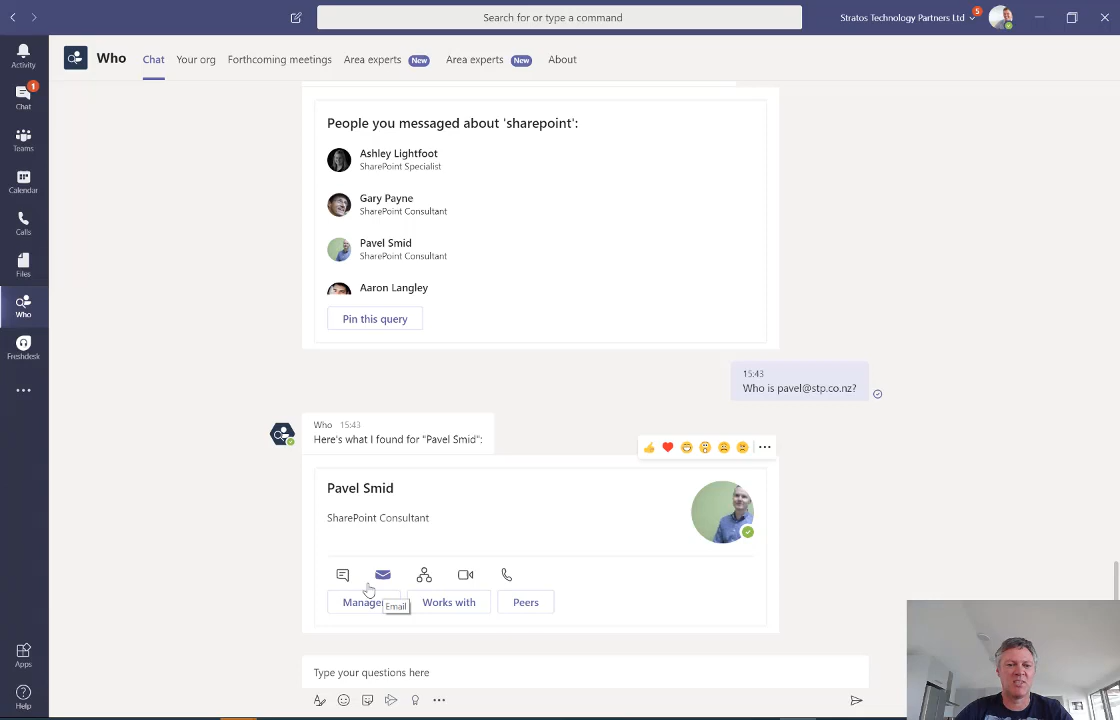 Search for or type a command
Stratos Technology Partners Ltd
5
Who
Chat
Your org
Forthcoming meetings
Area experts New
Area experts New
About
Activity
1
Chat
Teams
Calendar
Calls
Files
Who
Freshdesk
Apps
Help
People you messaged about 'sharepoint':
Ashley Lightfoot
SharePoint Specialist
Gary Payne
SharePoint Consultant
Pavel Smid
SharePoint Consultant
Aaron Langley
Pin this query
15:43
Who is pavel@stp.co.nz?
Who 15:43
Here's what I found for "Pavel Smid":
Pavel Smid
SharePoint Consultant
Manager
Works with
Peers
Email
Type your questions here